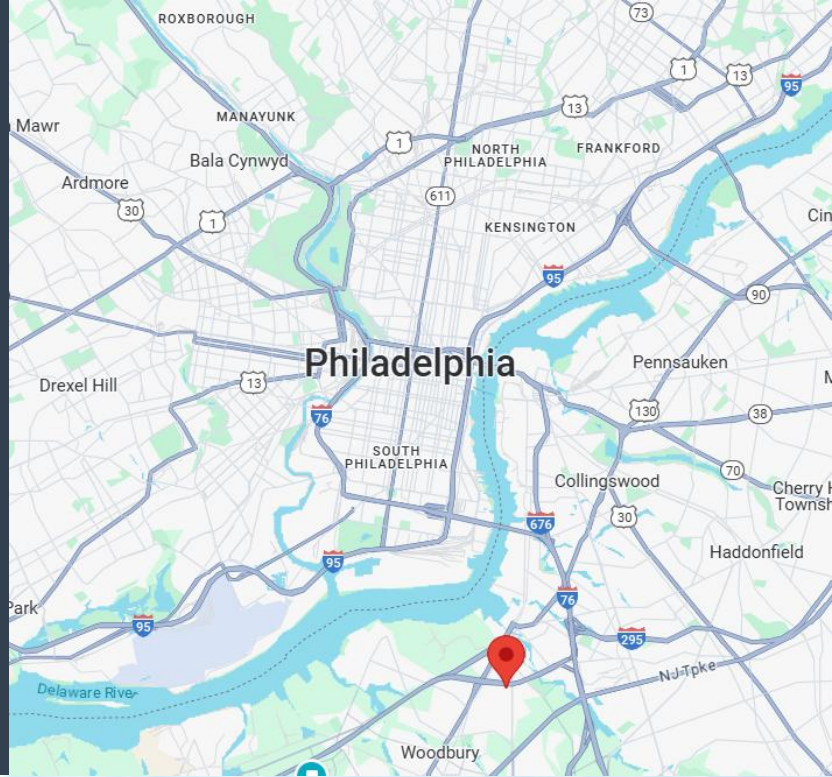 ROXBOROUGH
73
1
13
95
MANAYUNK
13
Mawr
1
NORTH
PHILADELPHIA
FRANKFORD
Bala Cynwyd
Ardmore
30
1
611
Cin
KENSINGTON
95
90
Philadelphia
Pennsauken
Drexel Hill
13
76
130
38
M
SOUTH
PHILADELPHIA
70
Collingswood
Cherry H
Townsh
30
676
Haddonfield
95
76
Park
95
295
NJ Tpke
Delaware River
Woodbury